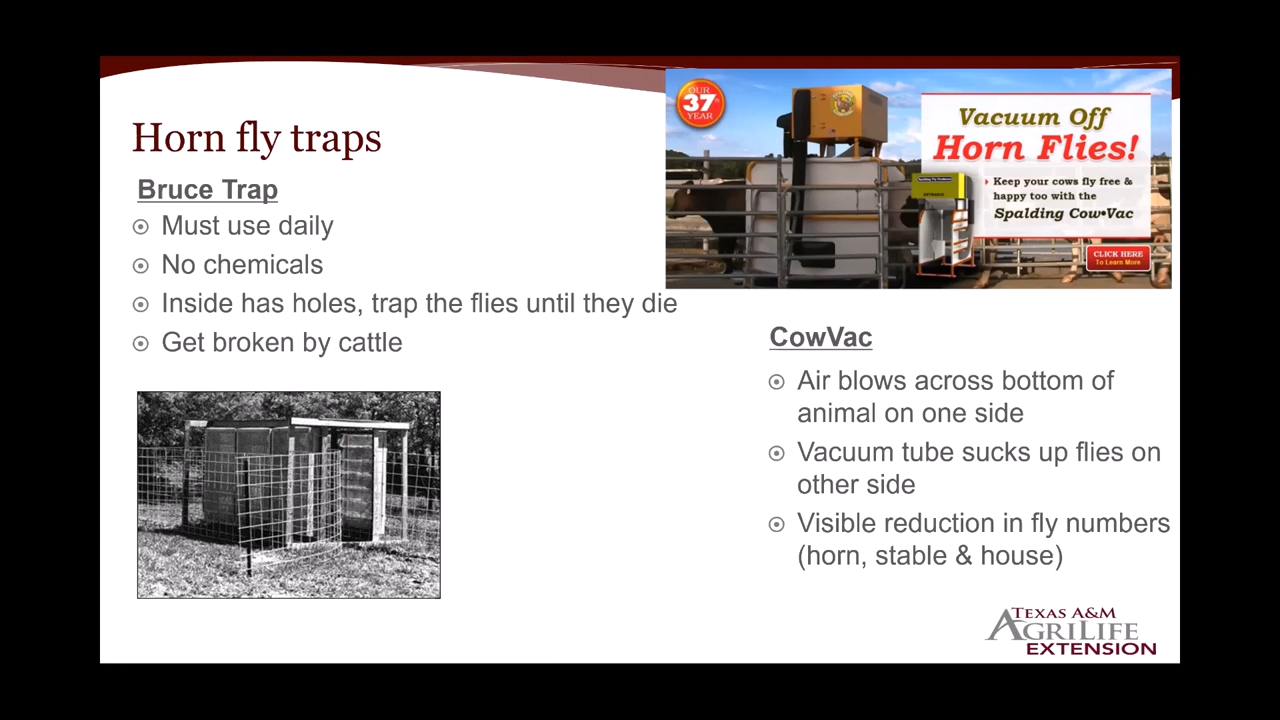 Horn fly traps
Bruce Trap
Must use daily
No chemicals
Inside has holes, trap the flies until they die
Get broken by cattle
OUR
37th
YEAR
Vacuum Off
Horn Flies!
Keep your cows fly free &
happy too with the
Spalding Cow•Vac
CLICK HERE
To Learn More
CowVac
Air blows across bottom of
animal on one side
Vacuum tube sucks up flies on
other side
Visible reduction in fly numbers
(horn, stable & house)
TEXAS A&M
AGRILIFE
EXTENSION